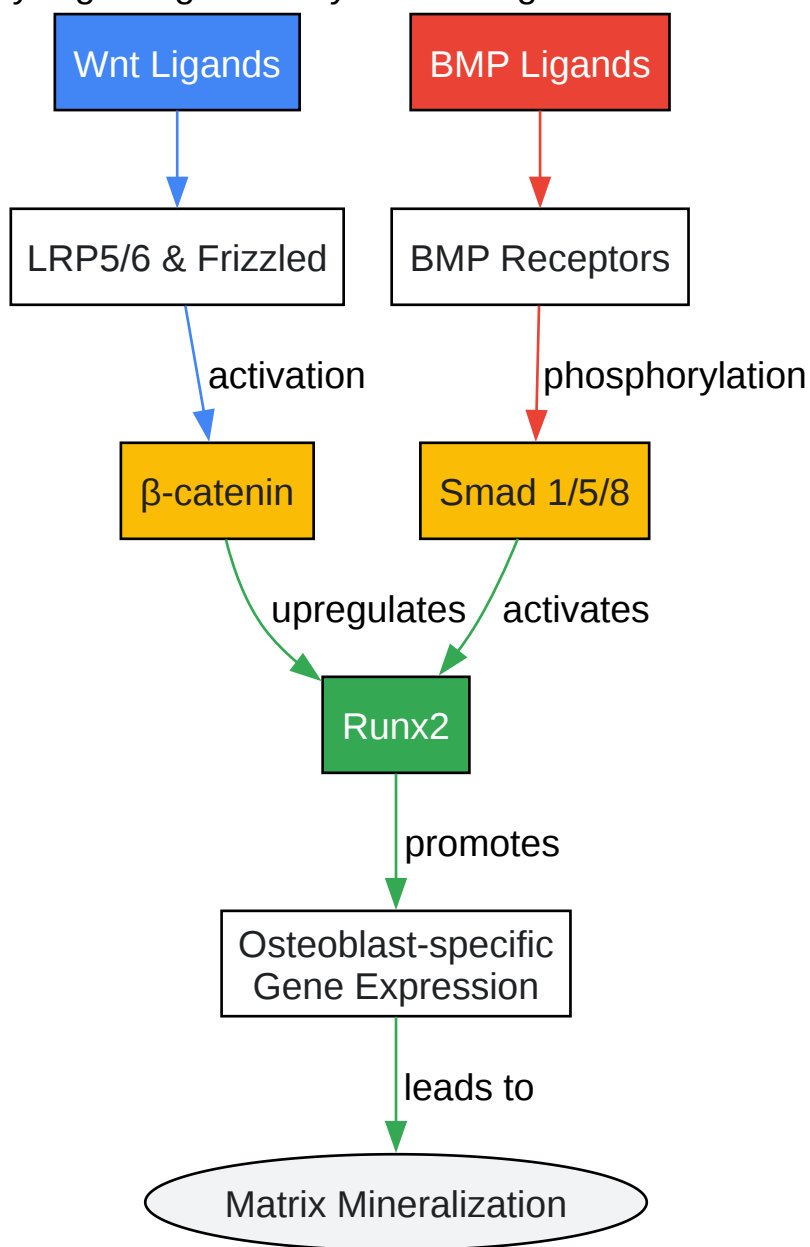 Wnt Ligands
BMP Ligands
LRP5/6 & Frizzled
BMP Receptors
activation
phosphorylation
β-catenin
Smad 1/5/8
upregulates
activates
Runx2
promotes
Osteoblast-specific
Gene Expression
leads to
Matrix Mineralization